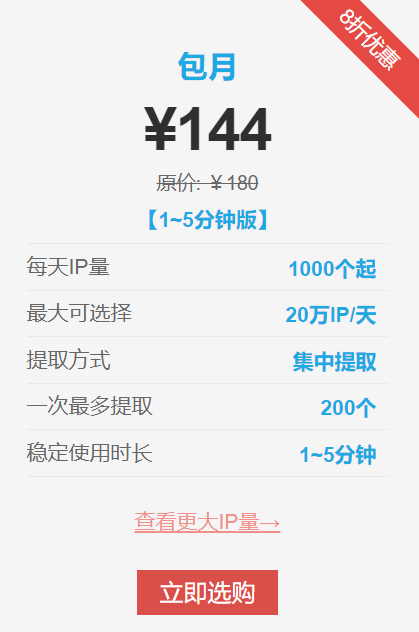 8折优惠
包月
¥144
原价: ￥180
【1~5分钟版】
每天IP量 1000个起
最大可选择 20万IP/天
提取方式 集中提取
一次最多提取 200个
稳定使用时长 1~5分钟
查看更大IP量→
立即选购